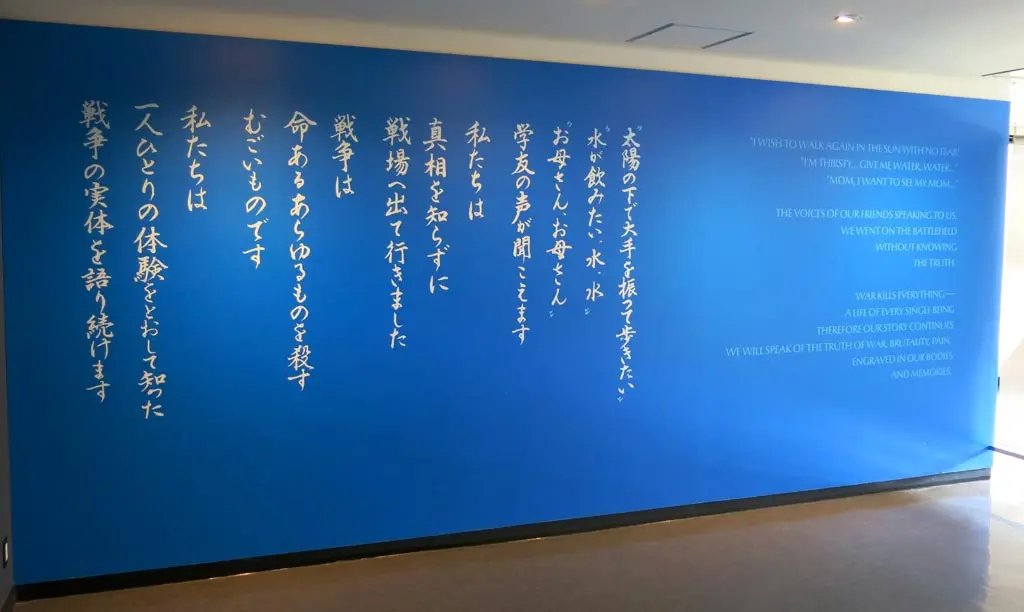 〝太陽の下で大手を振って歩きたい〟
〝水が飲みたい、水、水〟
〝お母さん、お母さん〟
学友の声が聞こえます
私たちは
真相を知らずに
戦場へ出て行きました
戦争は
命あるあらゆるものを殺す
むごいものです
私たちは
一人ひとりの体験をとおして知った
戦争の実体を語り続けます
"I WISH TO WALK AGAIN IN THE SUN WITH NO FEAR"
"I'M THIRSTY... GIVE ME WATER, WATER..."
"MOM, I WANT TO SEE MY MOM..."
THE VOICES OF OUR FRIENDS SPEAKING TO US.
WE WENT ON THE BATTLEFIELD
WITHOUT KNOWING
THE TRUTH.
WAR KILLS EVERYTHING—
A LIFE OF EVERY SINGLE BEING
THEREFORE OUR STORY CONTINUES
WE WILL SPEAK OF THE TRUTH OF WAR, BRUTALITY, PAIN,
ENGRAVED IN OUR BODIES
AND MEMORIES.